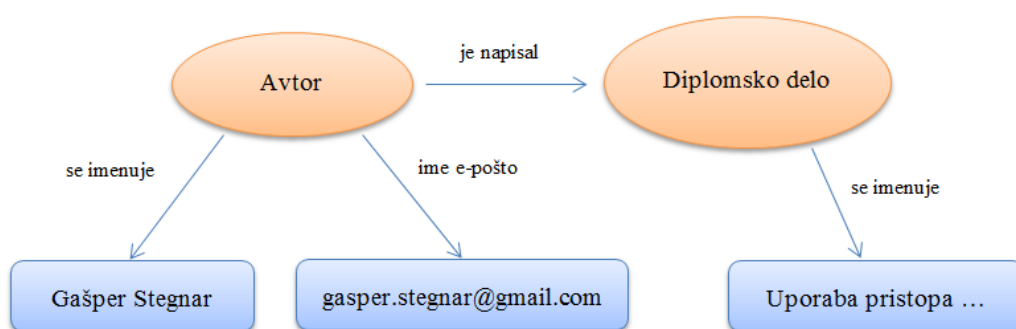 je napisal
Avtor
Diplomsko delo
se imenuje
ime e-pošto
se imenuje
Gašper Stegnar
gasper.stegnar@gmail.com
Uporaba pristopa ...